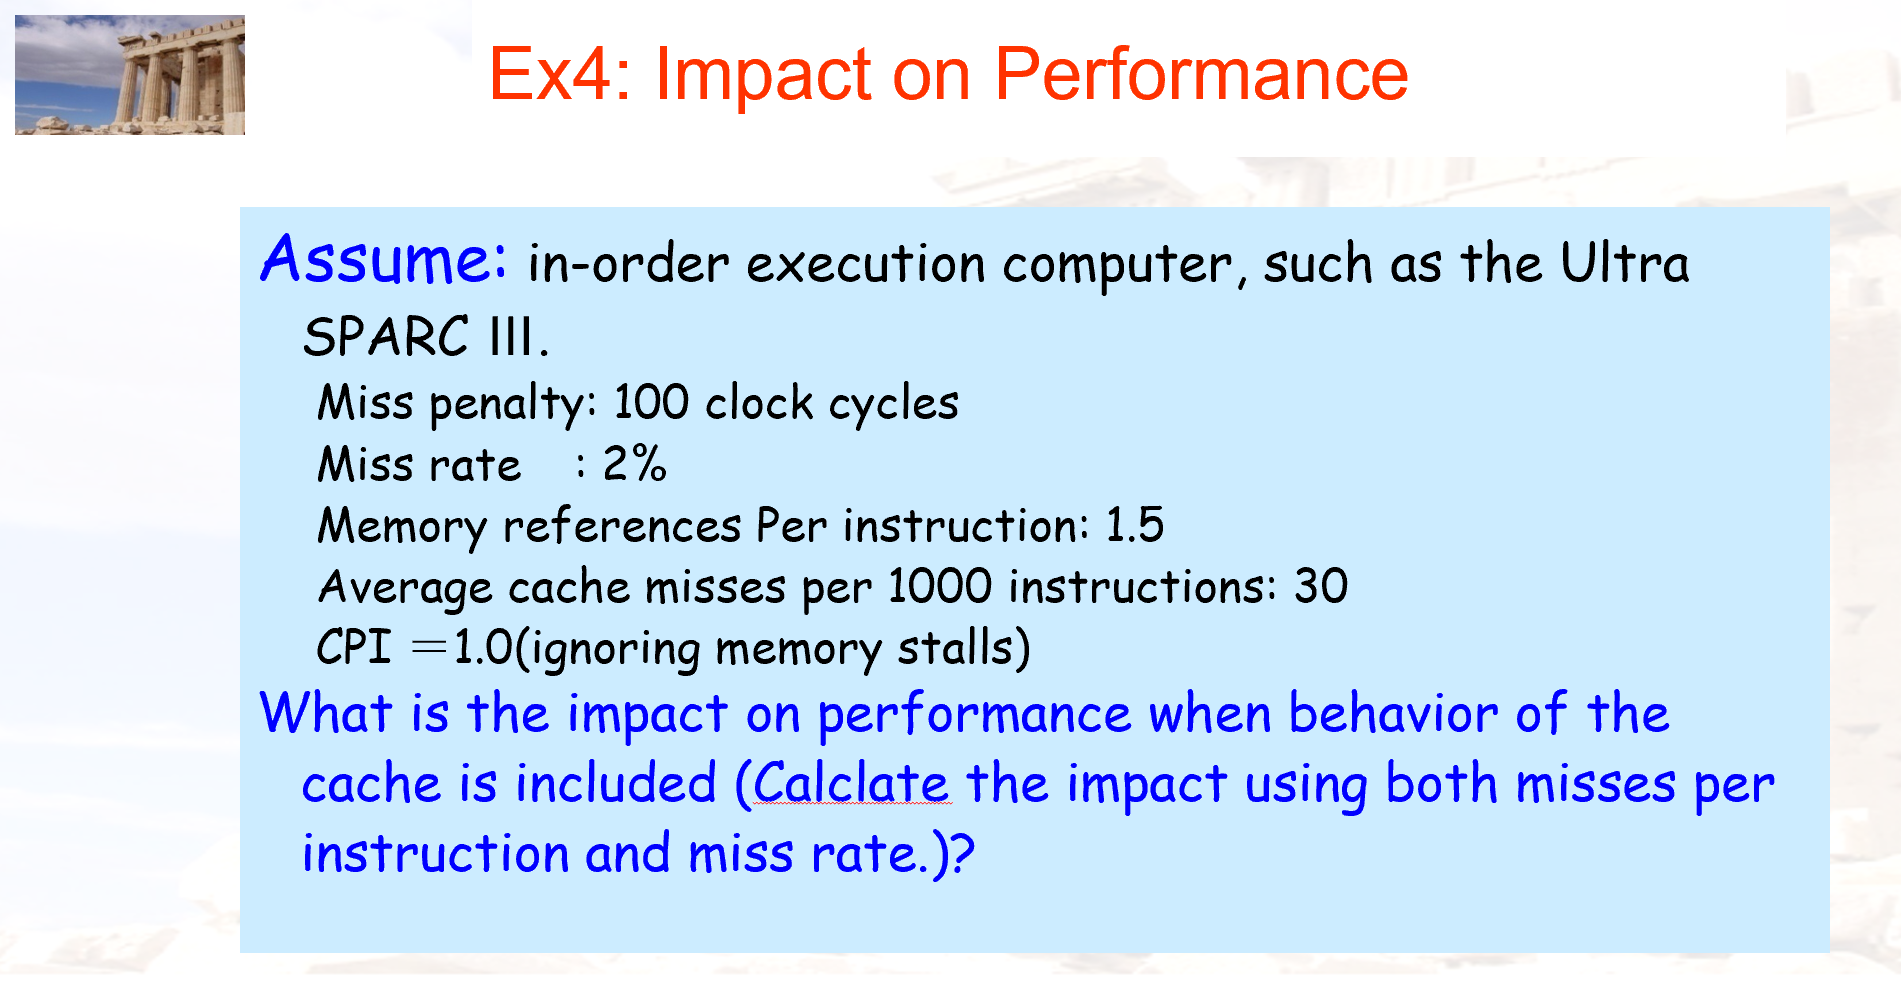 Ex4: Impact on Performance
Assume: in-order execution computer, such as the Ultra
SPARC III.
Miss penalty: 100 clock cycles
Miss rate : 2%
Memory references Per instruction: 1.5
Average cache misses per 1000 instructions: 30
CPI ＝1.0(ignoring memory stalls)
What is the impact on performance when behavior of the
cache is included (Calclate the impact using both misses per
instruction and miss rate.)?